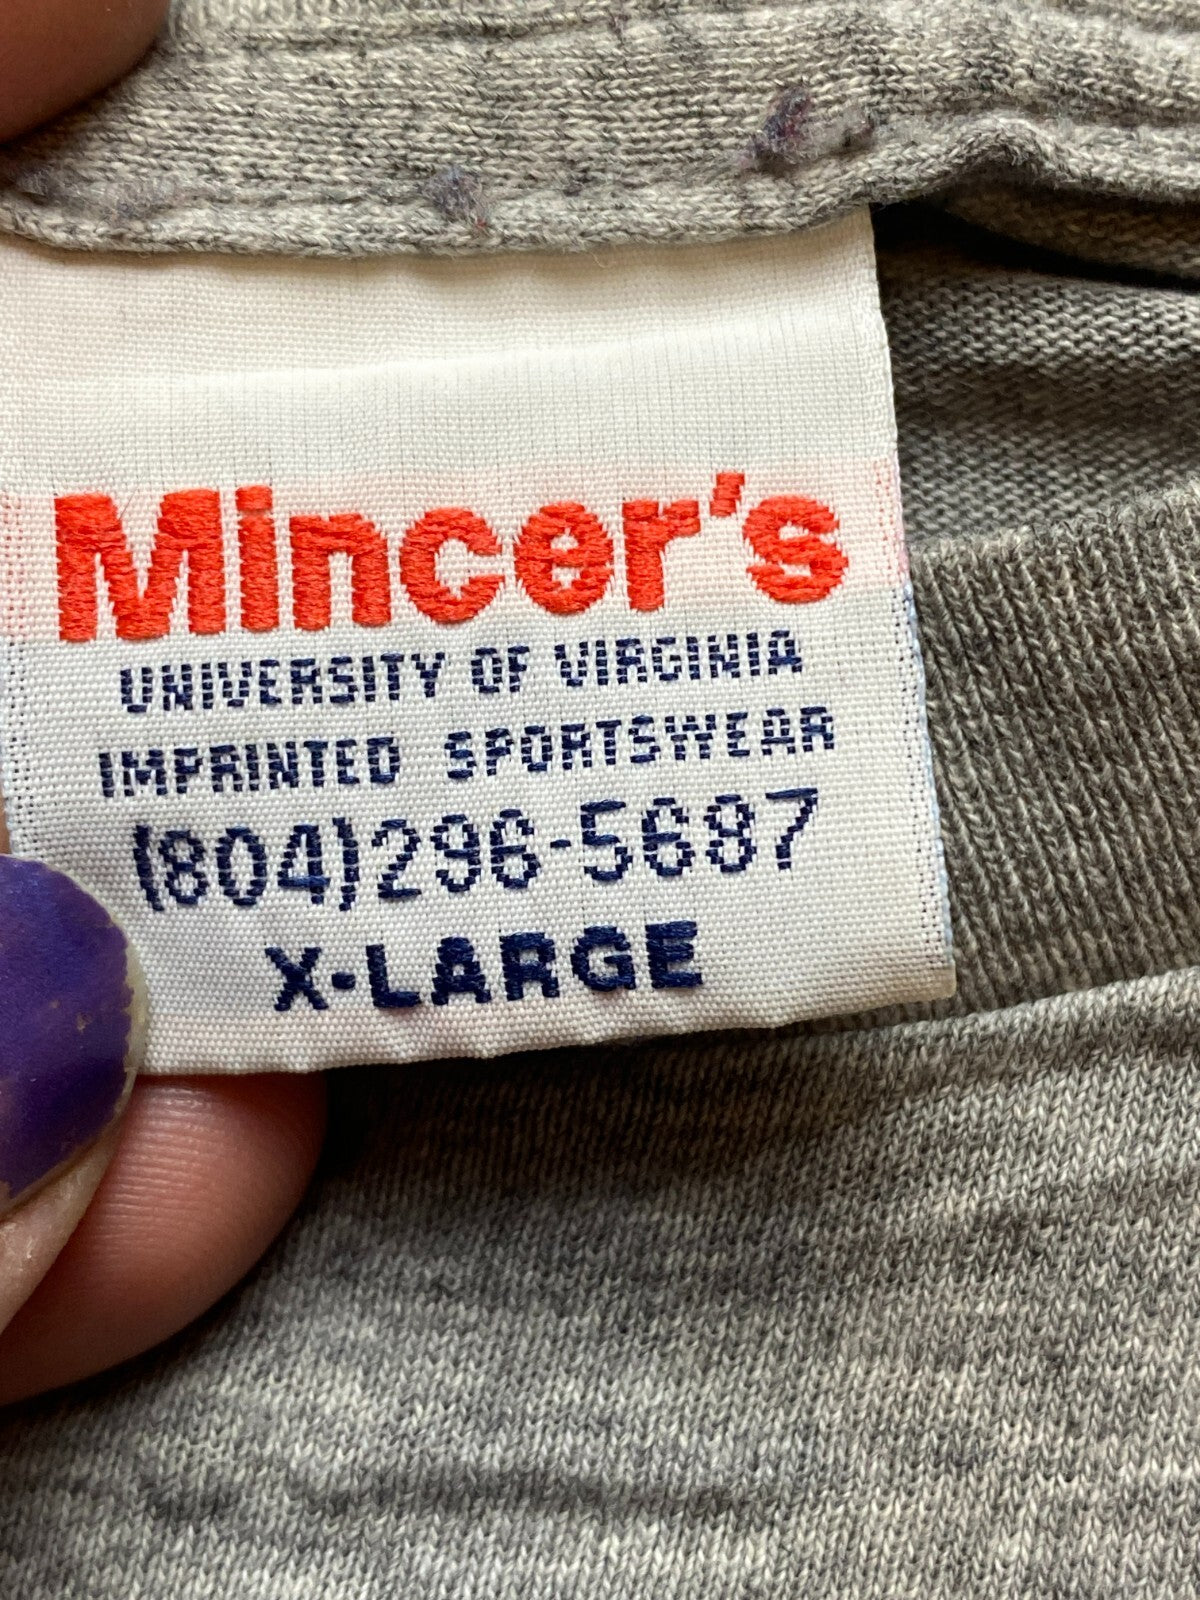 Mincer's
UNIVERSITY OF VIRGINIA
IMPRINTED SPORTSWEAR
(804)296-5687
X-LARGE